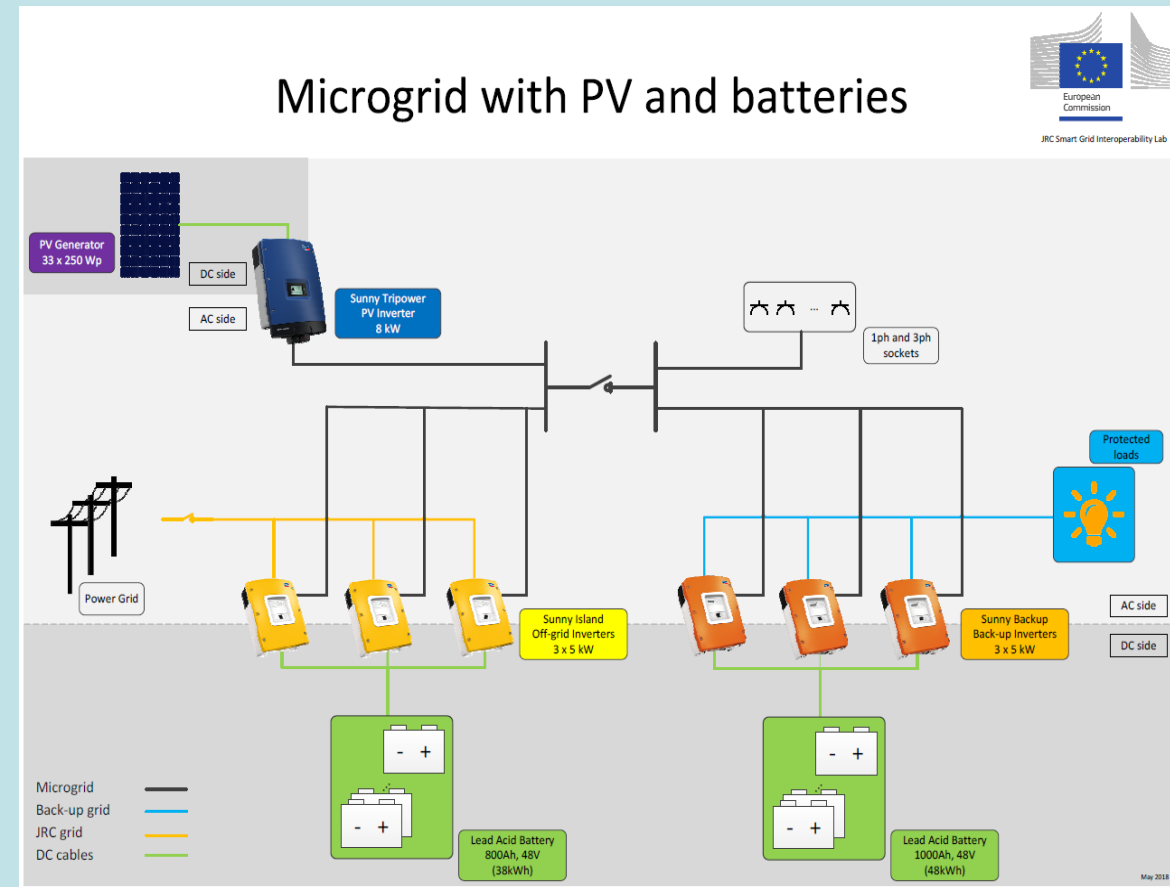 Microgrid with PV and batteries
European
Commission
JRC Smart Grid Interoperability Lab
PV Generator
33 x 250 Wp
DC side
AC side
Sunny Tripower
PV Inverter
8 kW
...
1ph and 3ph
sockets
Protected
loads
Power Grid
Sunny Island
Off-grid Inverters
3 x 5 kW
Sunny Backup
Back-up Inverters
3 x 5 kW
AC side
DC side
- +
- +
- +
- +
Microgrid
Back-up grid
JRC grid
DC cables
Lead Acid Battery
800Ah, 48V
(38kWh)
Lead Acid Battery
1000Ah, 48V
(48kWh)
May 2018